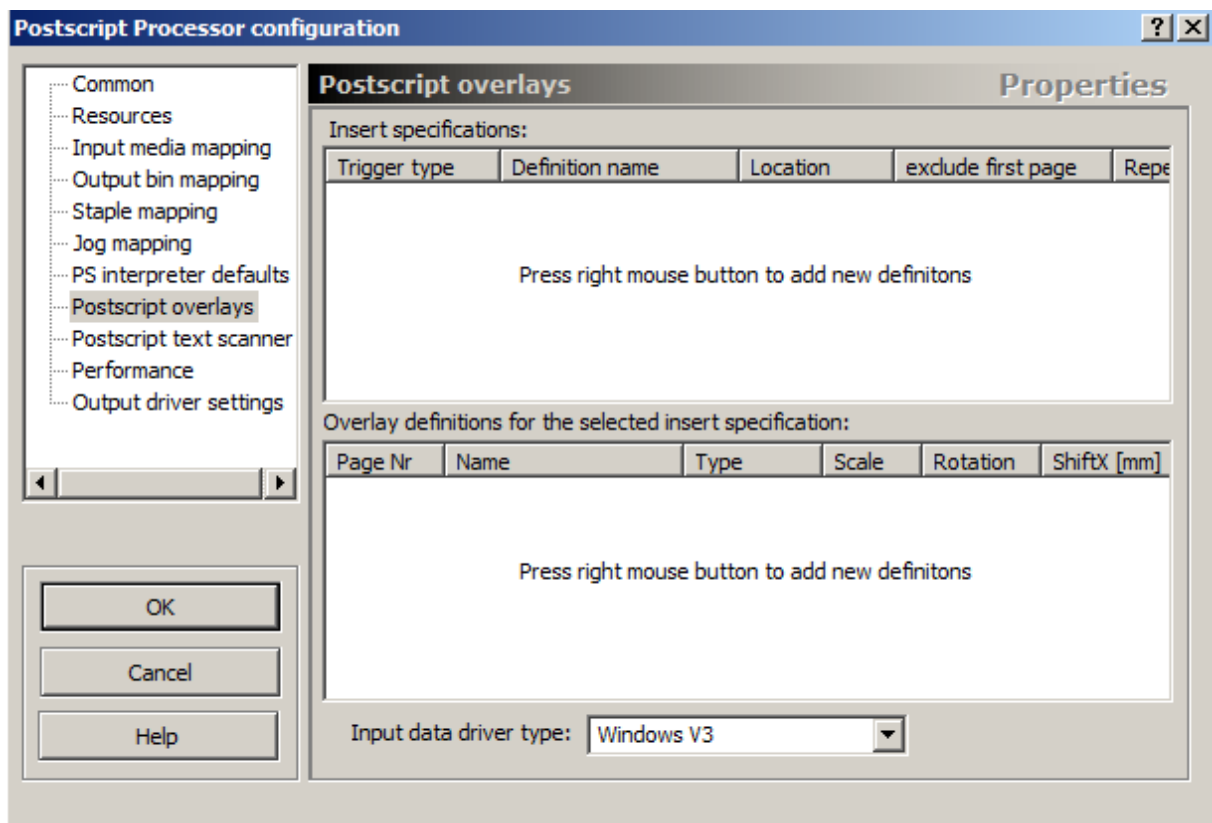 Postscript Processor configuration
Common
Resources
Input media mapping
Output bin mapping
Staple mapping
Jog mapping
PS interpreter defaults
Postscript overlays
Postscript text scanner
Performance
Output driver settings
OK
Cancel
Help
Postscript overlays Properties
Insert specifications:
Trigger type Definition name Location exclude first page Repe
Press right mouse button to add new definitons
Overlay definitions for the selected insert specification:
Page Nr Name Type Scale Rotation ShiftX [mm]
Press right mouse button to add new definitons
Input data driver type: Windows V3